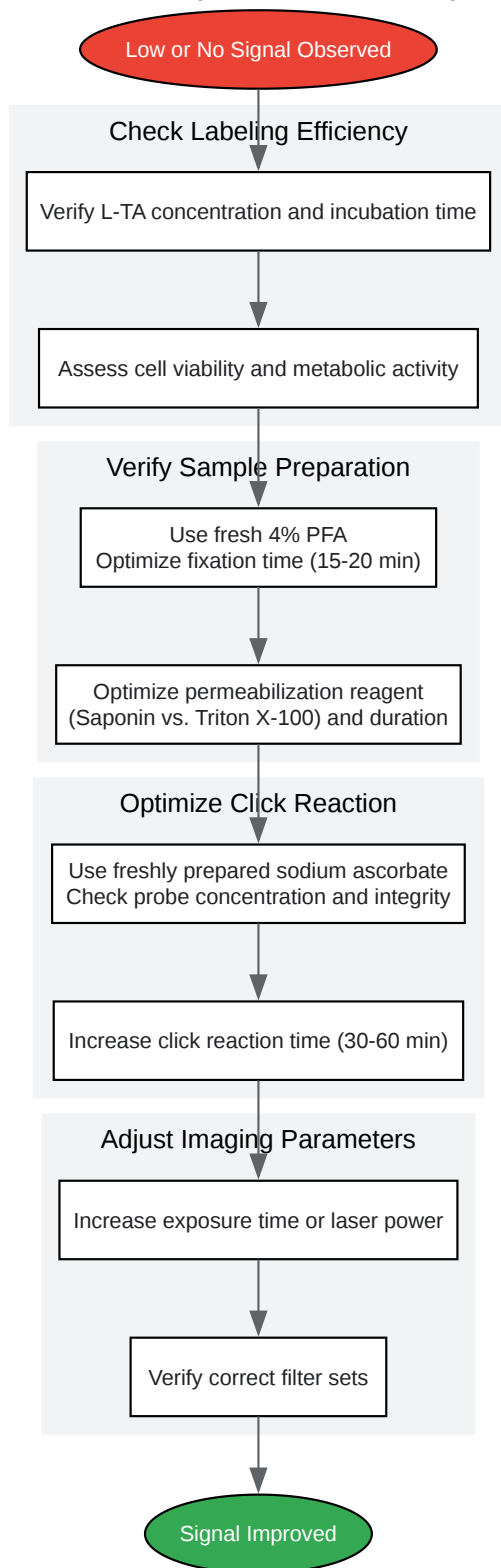 Low or No Signal Observed
Check Labeling Efficiency
Verify L-TA concentration and incubation time
Assess cell viability and metabolic activity
Verify Sample Preparation
Use fresh 4% PFA
Optimize fixation time (15-20 min)
Optimize permeabilization reagent
(Saponin vs. Triton X-100) and duration
Optimize Click Reaction
Use freshly prepared sodium ascorbate
Check probe concentration and integrity
Increase click reaction time (30-60 min)
Adjust Imaging Parameters
Increase exposure time or laser power
Verify correct filter sets
Signal Improved